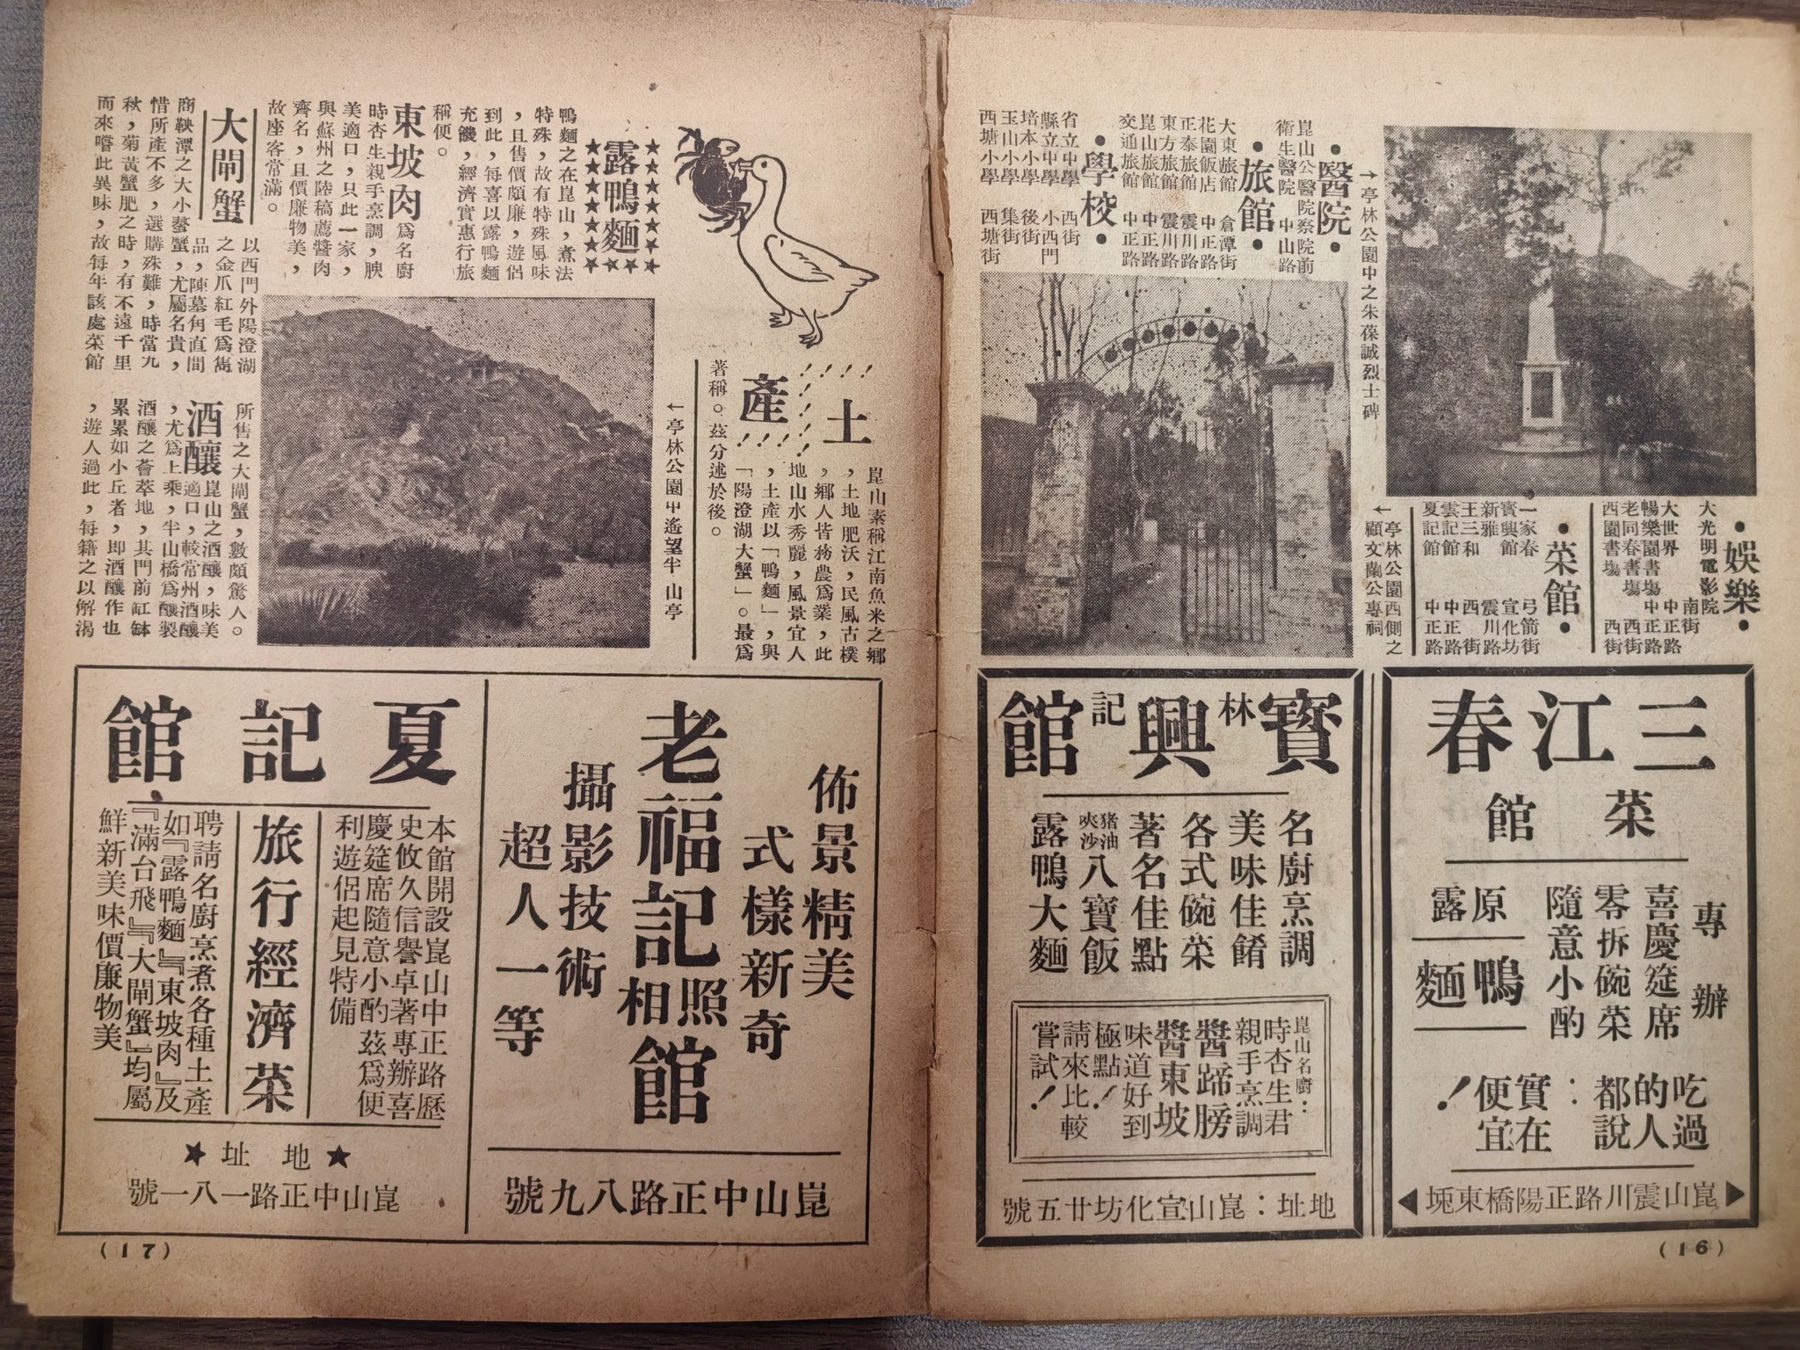 娛樂
大光明電影院 南街
大世界 中正路
暢樂園書場 中正路
老同春書場 西街
西園書場 西街
菜館
一家春 弓箭街
寶興館 宣化坊
新雅 震川路
王三和 西街
雲記館 中正路
夏記館 中正路
→亭林公園中之朱葆誠烈士碑
←亭林公園西側之
顧文蘭公專祠
醫院
崑山公醫院察院前
衛生醫院 中山路
旅館
大東旅館 倉潭街
花園飯店 中正路
正泰旅館 震川路
東方旅館 震川路
崑山旅館 中正路
交通旅館 中正路
學校
省立中學 西街
縣立中學 小西門
培本小學 後街
玉山小學 集街
西塘小學 西塘街
三江春
菜館
專辦
喜慶筵席
零拆碗菜
隨意小酌
原露
鴨麵
吃過
的人
都說:
實在
便宜!
崑山震川路正陽橋東堍
寶林興記館
名廚烹調
美味佳餚
各式碗菜
著名佳點
猪油夾沙八寶飯
露鴨大麵
崑山名廚:
時杏生君
親手烹調
醬蹄膀
醬東坡
味道好到
極點!
請來比較
嘗試!
地址:崑山宣化坊廿五號
(16)
土產
崑山素稱江南魚米之鄉
,土地肥沃,民風古樸
,鄉人皆務農爲業,此
地山水秀麗,風景宜人
,土產以「鴨麵」,與
「陽澄湖大蟹」。最爲
著稱。茲分述於後。
←亭林公園中遙望半山亭
露鴨麵
鴨麵之在崑山,煮法
特殊,故有特殊風味
,且售價頗廉,遊侶
到此,每喜以露鴨麵
充饑,經濟實惠行旅
稱便。
東坡肉爲名廚
時杏生親手烹調,腴
美適口,只此一家,
與蘇州之陸稿薦醬肉
齊名,且價廉物美,
故座客常滿。
大閘蟹
以西門外陽澄湖
之金爪紅毛爲雋
品,陳墓甪直間
商鞅潭之大小螯蟹,尤屬名貴,
惜所產不多,選購殊難,時當九
秋,菊黃蟹肥之時,有不遠千里
而來嚐此異味,故每年該處菜館
所售之大閘蟹,數頗驚人。
酒釀崑山之酒釀,味美
適口,較常州酒釀
,尤爲上乘,半山橋爲釀製
酒釀之薈萃地,其門前缸缽
累累如小丘者,即酒釀作也
,遊人過此,每籍之以解渴
老福記照相館
佈景精美
式樣新奇
攝影技術
超人一等
崑山中正路八九號
夏記館
本館開設崑山中正路歷
史攸久信譽卓著專辦喜
慶筵席隨意小酌茲爲便
利遊侶起見特備
旅行經濟菜
聘請名廚烹煮各種土產
如『露鴨麵』『東坡肉』及
『滿台飛』『大閘蟹』均屬
鮮新美味價廉物美
★地址★
崑山中正路一八一號
(17)